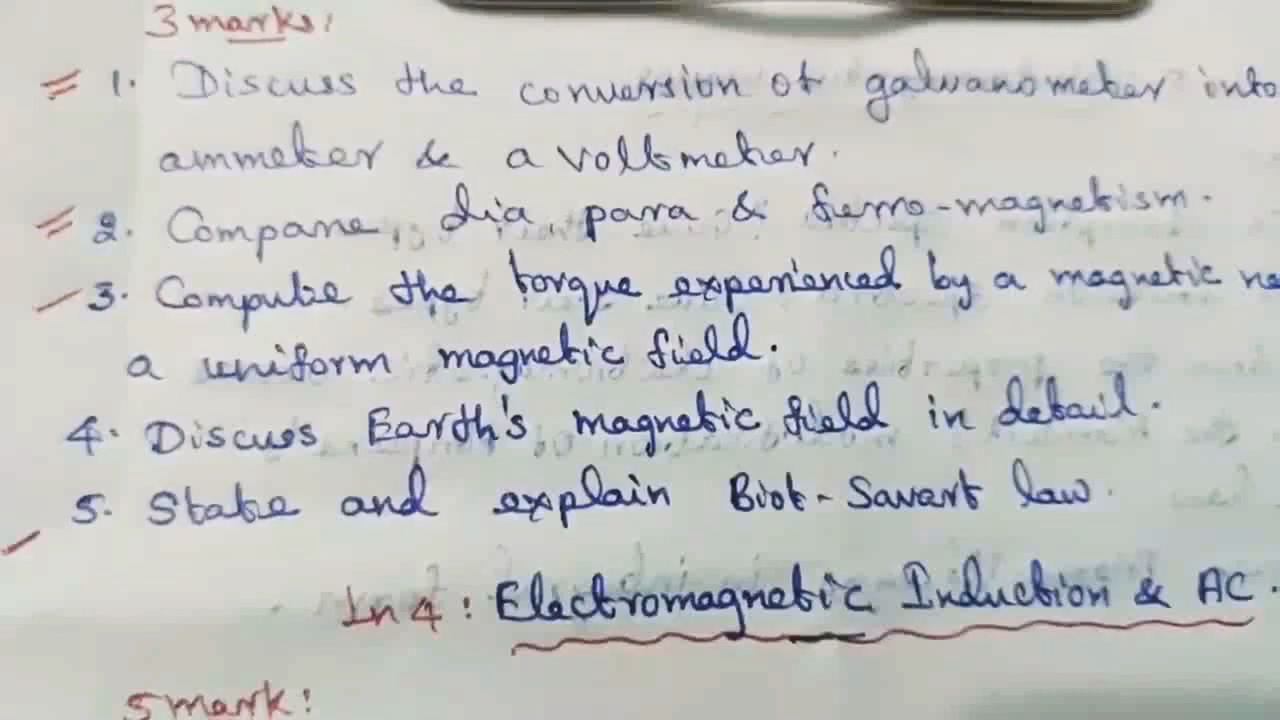 3 marks:
1. Discuss the conversion of galvanometer into
ammeter & a voltmeter.
2. Compare, dia, para & ferro-magnetism.
3. Compute the torque experienced by a magnetic
a uniform magnetic field.
4. Discuss Earth's magnetic field in detail.
5. State and explain Biot-Savart law.
Ln 4: Electromagnetic Induction & AC.
5 mark: